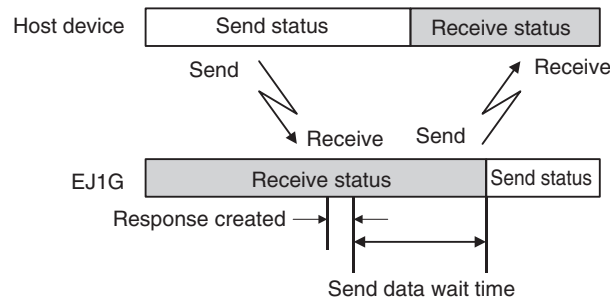 Host device
Send status
Receive status
Send
Receive
Receive
Send
EJ1G
Receive status
Send status
Response created
Send data wait time